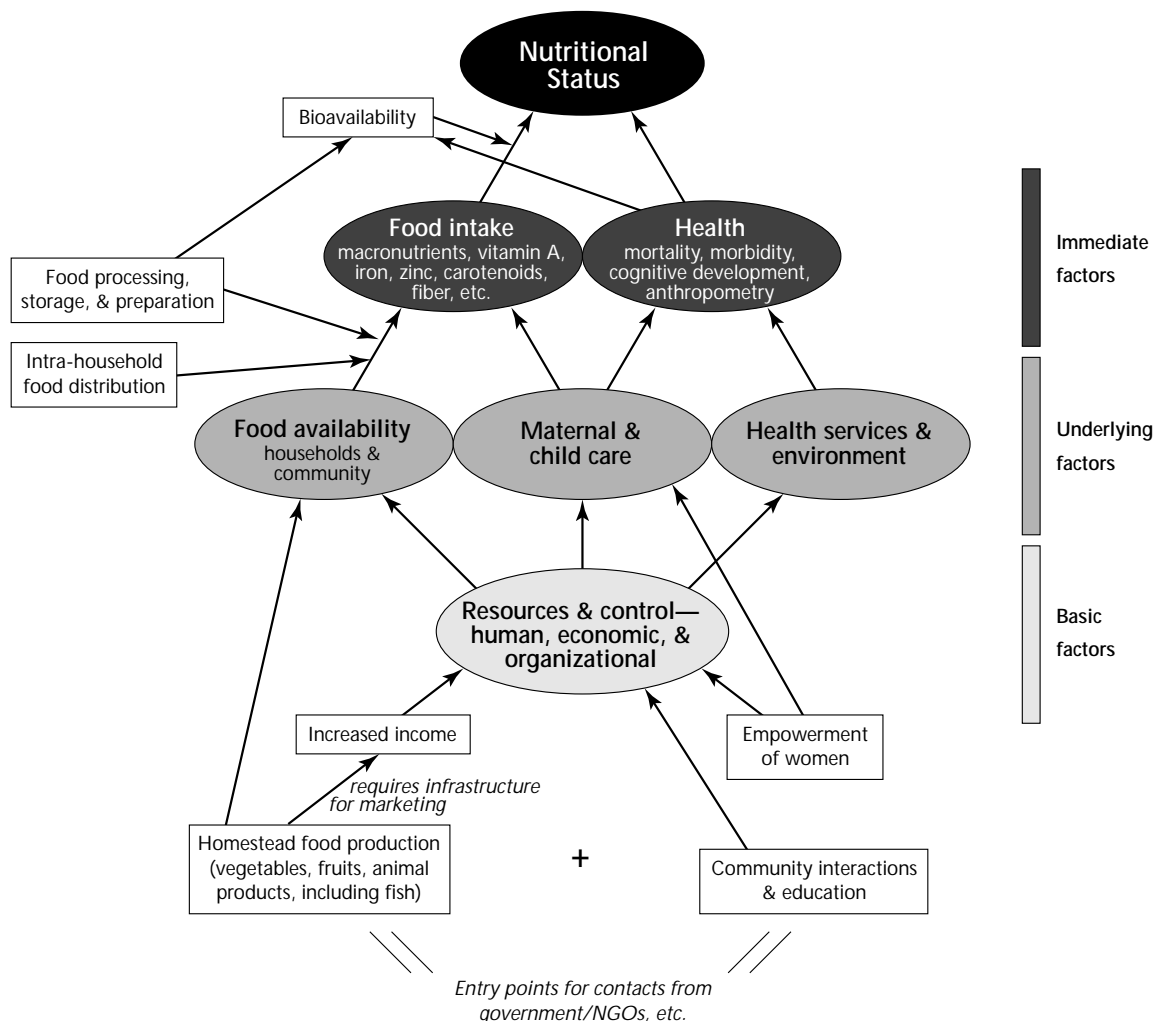 Nutritional
Status
Bioavailability
Food intake
macronutrients, vitamin A,
iron, zinc, carotenoids,
fiber, etc.
Health
mortality, morbidity,
cognitive development,
anthropometry
Immediate
factors
Food processing,
storage, & preparation
Intra-household
food distribution
Food availability
households &
community
Maternal &
child care
Health services &
environment
Underlying
factors
Resources & control—
human, economic, &
organizational
Basic
factors
Increased income
Empowerment
of women
requires infrastructure
for marketing
Homestead food production
(vegetables, fruits, animal
products, including fish)
+
Community interactions
& education
Entry points for contacts from
government/NGOs, etc.